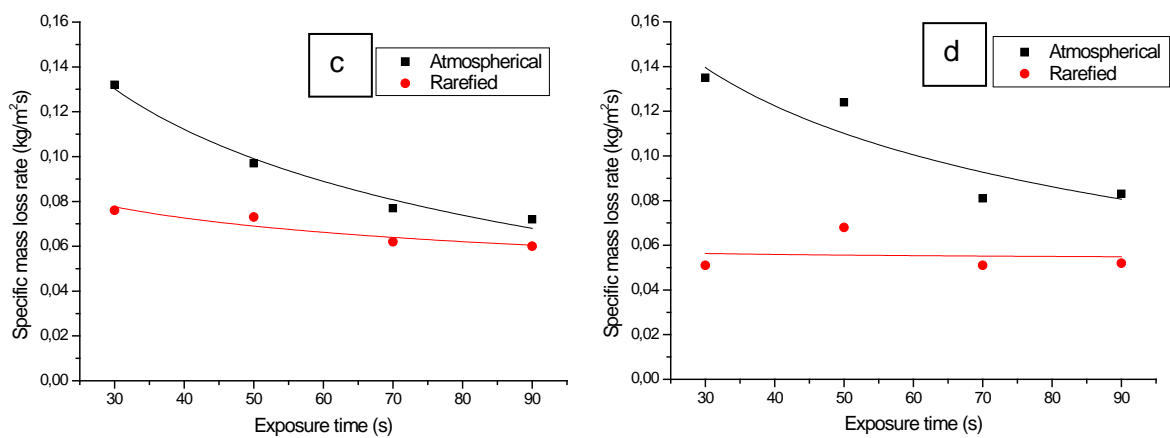 Specific mass loss rate (kg/m²s)
0,16
0,14
0,12
0,10
0,08
0,06
0,04
0,02
0,00
c
Atmospherical
Rarefied
30 40 50 60 70 80 90
Exposure time (s)
Specific mass loss rate (kg/m²s)
0,16
0,14
0,12
0,10
0,08
0,06
0,04
0,02
0,00
d
Atmospherical
Rarefied
30 40 50 60 70 80 90
Exposure time (s)